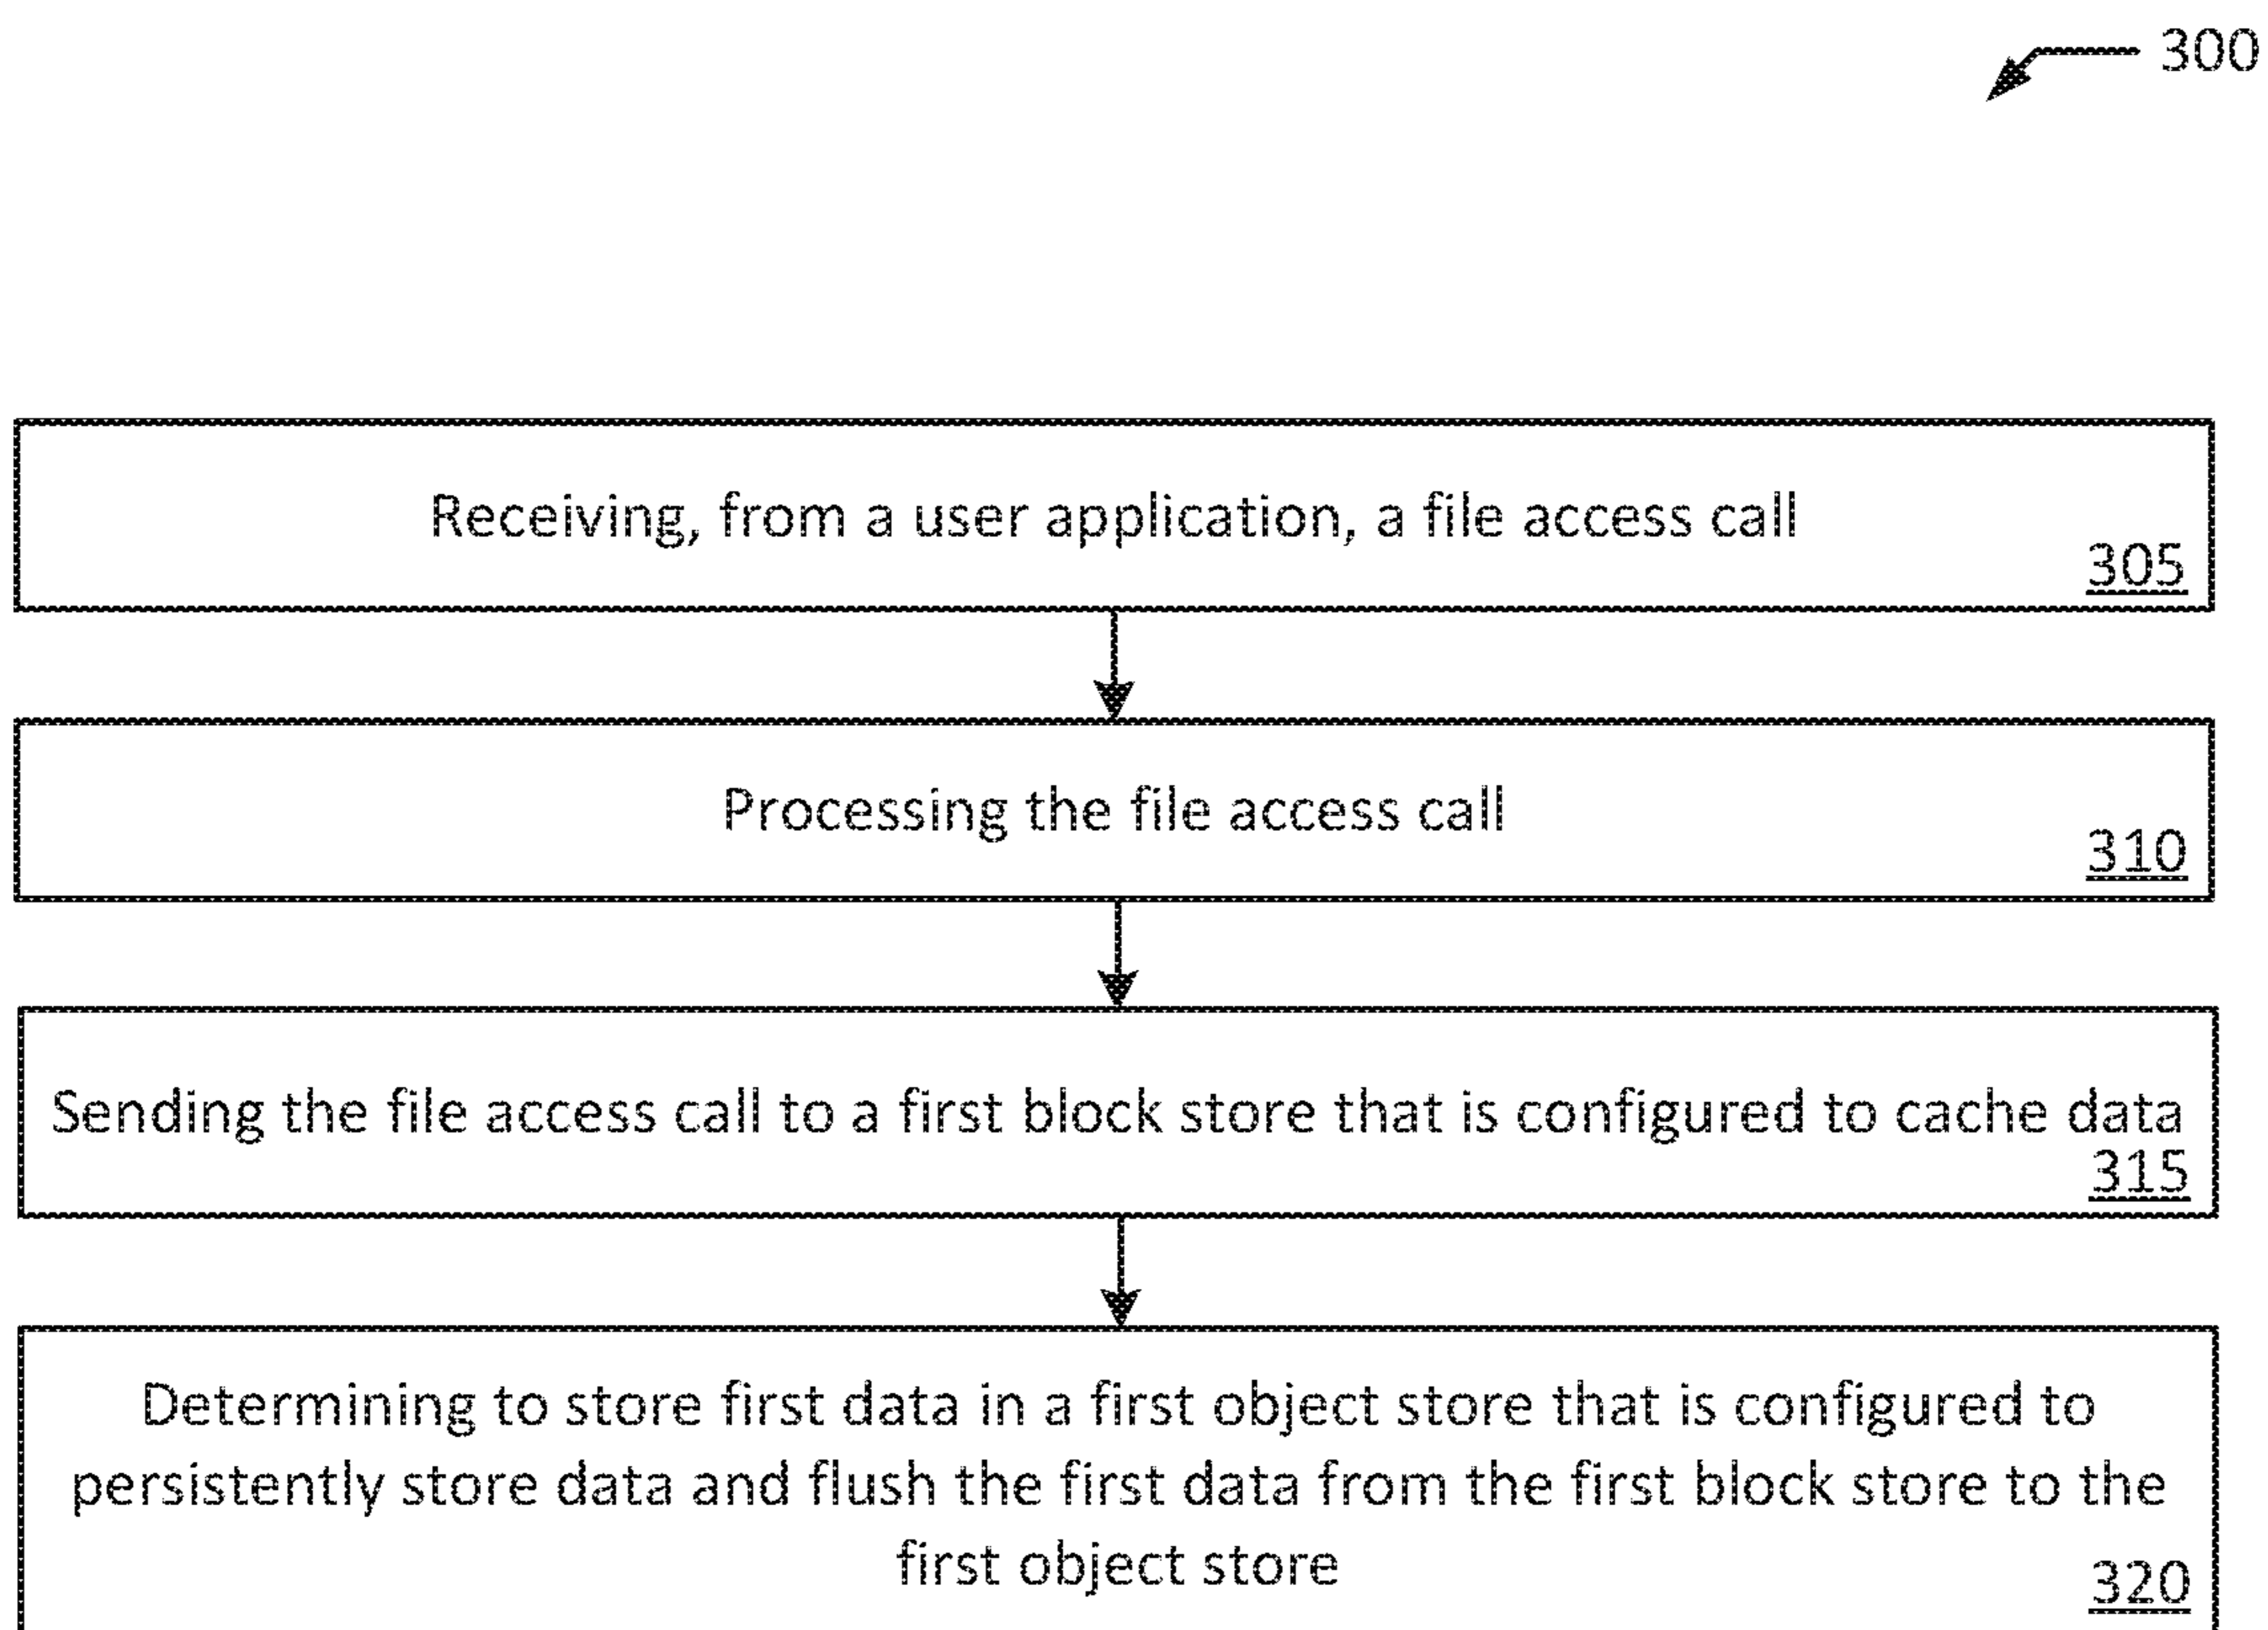 300
Receiving, from a user application, a file access call
305
Processing the file access call
310
Sending the file access call to a first block store that is configured to cache data
315
Determining to store first data in a first object store that is configured to
persistently store data and flush the first data from the first block store to the
first object store
320